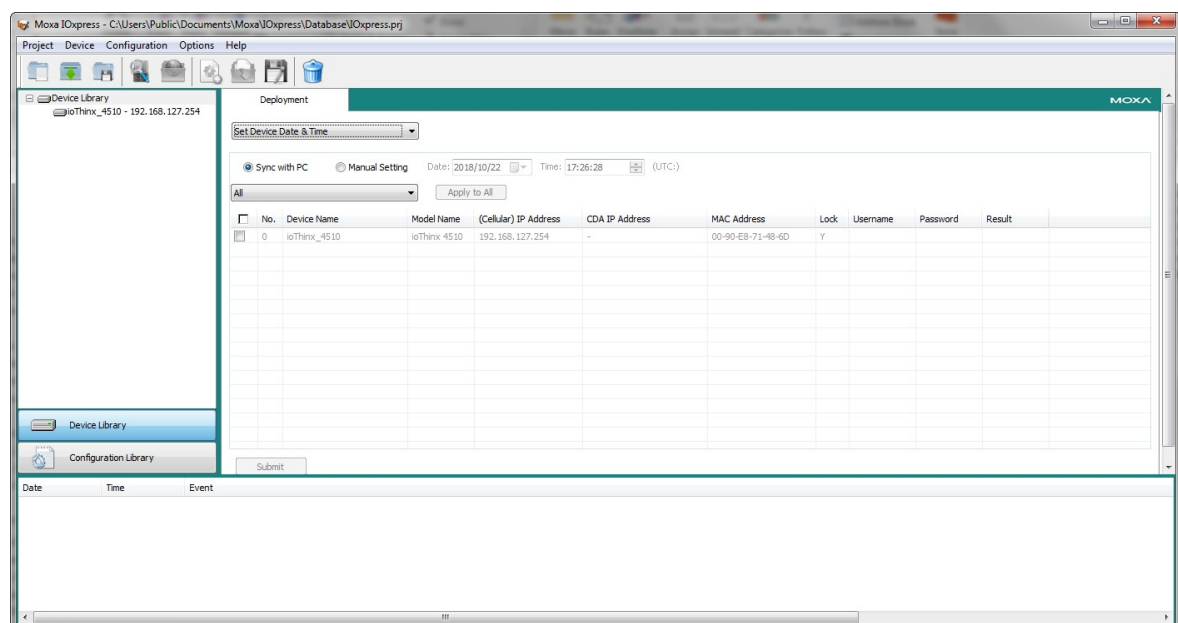 Moxa IOxpress - C:\Users\Public\Documents\Moxa\IOxpress\Database\IOxpress.prj
Project Device Configuration Options Help
Device Library
ioThinx_4510 - 192.168.127.254
Deployment
MOXA
Set Device Date & Time
Sync with PC Manual Setting Date: 2018/10/22 Time: 17:26:28 (UTC:)
All Apply to All
No. Device Name Model Name (Cellular) IP Address CDA IP Address MAC Address Lock Username Password Result
0 ioThinx_4510 ioThinx 4510 192.168.127.254 - 00-90-E8-71-48-6D Y
Device Library
Configuration Library
Submit
Date Time Event